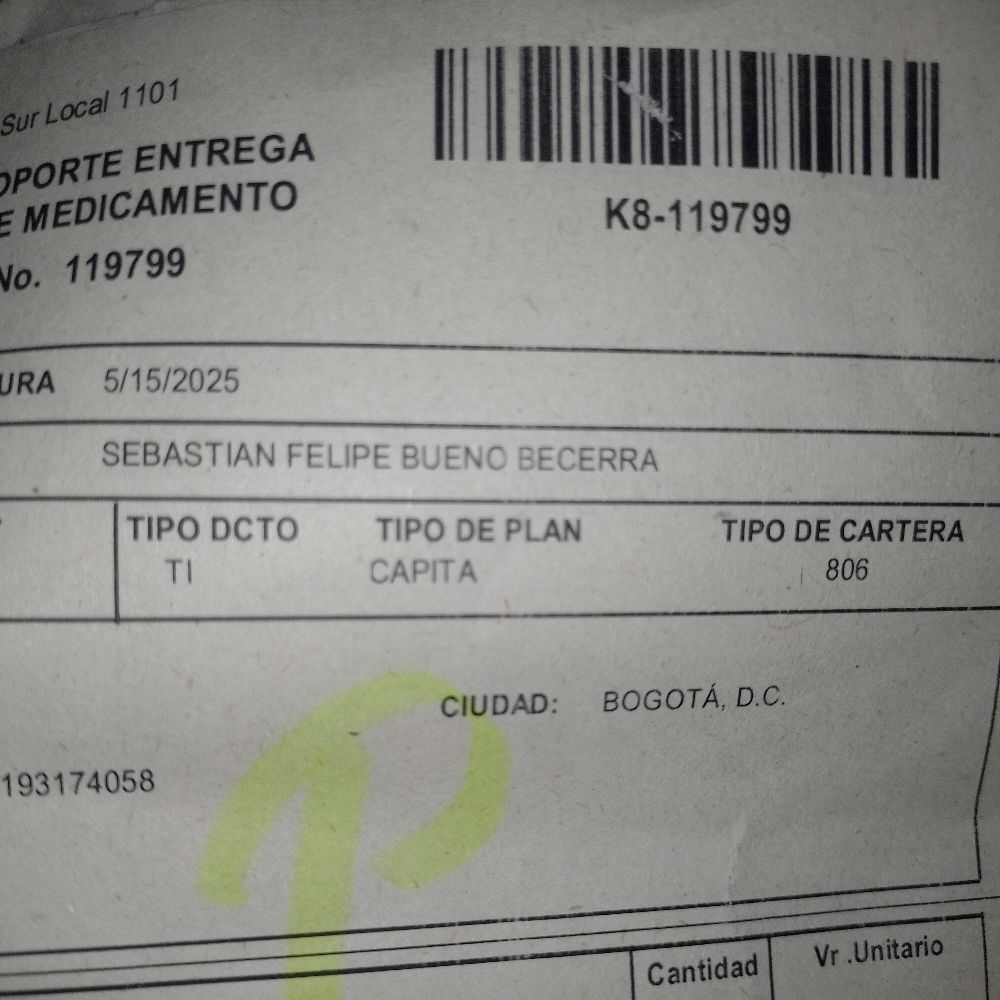 Sur Local 1101
OPORTE ENTREGA
E MEDICAMENTO
No. 119799
K8-119799
URA 5/15/2025
SEBASTIAN FELIPE BUENO BECERRA
TIPO DCTO TIPO DE PLAN TIPO DE CARTERA
TI CAPITA 806
CIUDAD: BOGOTÁ, D.C.
193174058
P
Cantidad Vr .Unitario